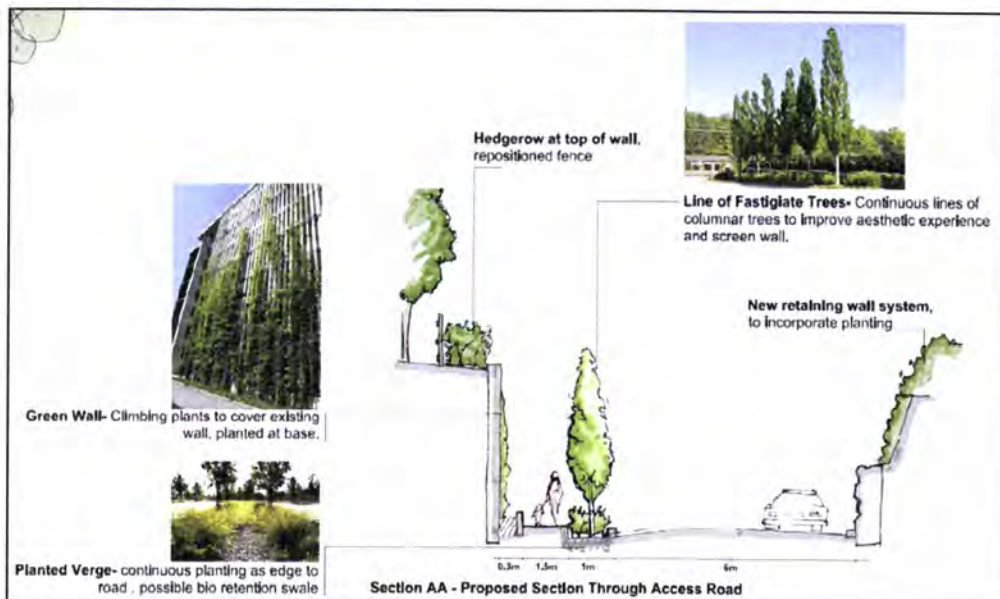 Hedgerow at top of wall,
repositioned fence
Line of Fastigiate Trees- Continuous lines of
columnar trees to improve aesthetic experience
and screen wall.
New retaining wall system,
to incorporate planting
Green Wall- Climbing plants to cover existing
wall, planted at base.
Planted Verge- continuous planting as edge to
road , possible bio retention swale
0.3m 1.5m 1m 6m
Section AA - Proposed Section Through Access Road